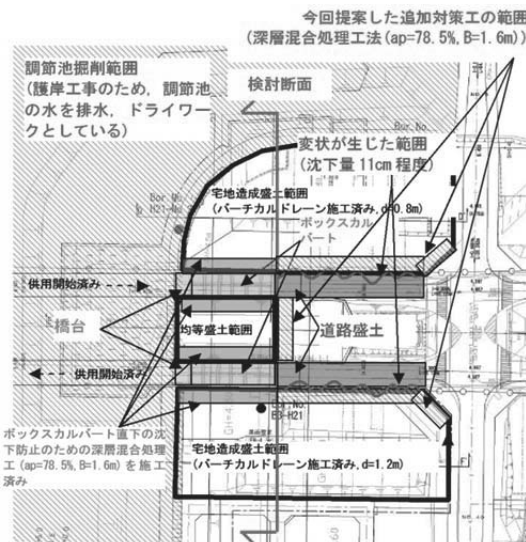 今回提案した追加対策工の範囲
(深層混合処理工法(ap=78.5%,B=1.6m))
調節池掘削範囲
(護岸工事のため, 調節池
の水を排水, ドライワー
クとしている)
検討断面
Bor.No.
変状が生じた範囲
(沈下量11cm程度)
Bor No.
H21-No
宅地造成盛土範囲
(バーチカルドレーン施工済み,d=0.8m)
ボックスカル
バート
供用開始済み
橋台
均等盛土範囲
道路盛土
供用開始済み
Bor.No.
B3-H21
ボックスカルバート直下の沈
下防止のための深層混合処理
工(ap=78.5%,B=1.6m)を施工
済み
宅地造成盛土範囲
(バーチカルドレーン施工済み,d=1.2m)